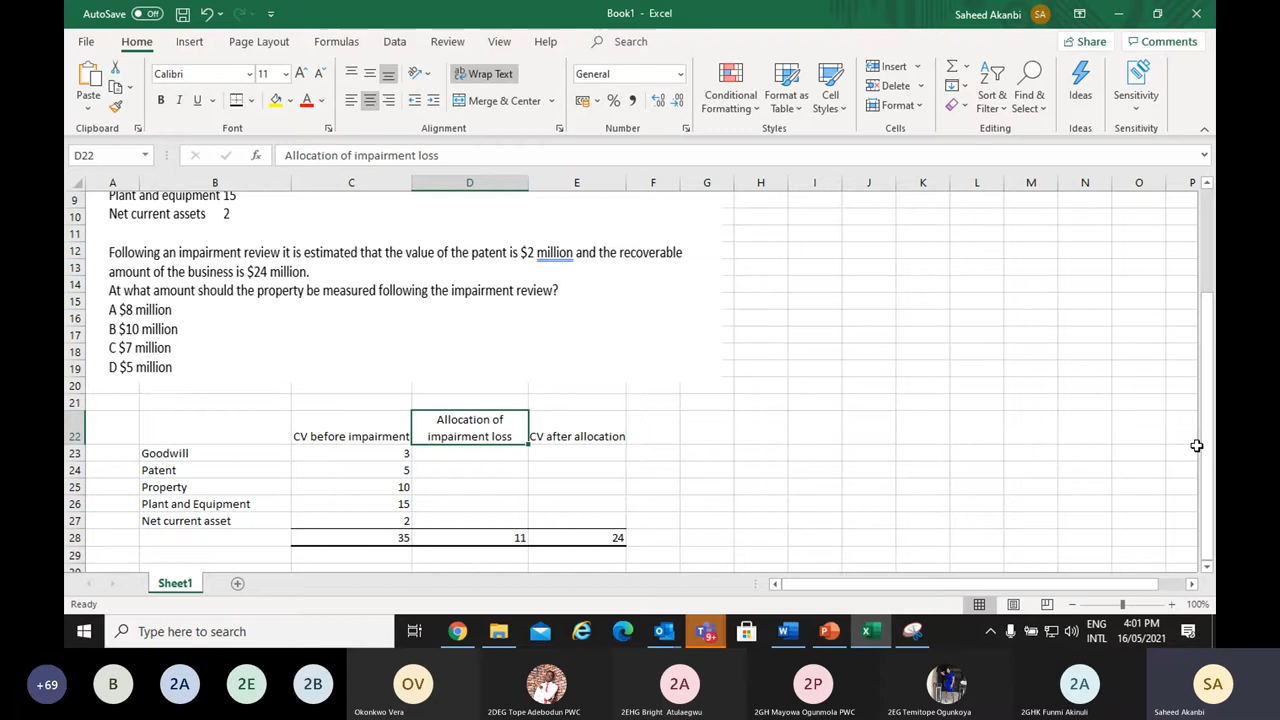 AutoSave Off Book1 - Excel Saheed Akanbi SA
File Home Insert Page Layout Formulas Data Review View Help Search Share Comments
Paste Calibri 11 Wrap Text General Conditional Formatting Format as Table Cell Styles Insert Sort & Filter Find & Select Ideas Sensitivity
B I U A Merge & Center % Delete
Format
Clipboard Font Alignment Number Styles Cells Editing Ideas Sensitivity
D22 fx Allocation of impairment loss
A B C D E F G H I J K L M N O P
9 Plant and equipment 15
10 Net current assets 2
11
12 Following an impairment review it is estimated that the value of the patent is $2 million and the recoverable
13 amount of the business is $24 million.
14 At what amount should the property be measured following the impairment review?
15 A $8 million
16
17 B $10 million
18 C $7 million
19 D $5 million
20
21
Allocation of
22 CV before impairment impairment loss CV after allocation
23 Goodwill 3
24 Patent 5
25 Property 10
26 Plant and Equipment 15
27 Net current asset 2
28 35 11 24
29
Sheet1
Ready 100%
Type here to search ENG 4:01 PM
INTL 16/05/2021
9+
+69 B 2A 2E 2B OV 2A 2P 2A SA
Okonkwo Vera 2DEG Tope Adebodun PWC 2EHG Bright Atulaegwu 2GH Mayowa Ogunmola PWC 2EG Temitope Ogunkoya 2GHK Funmi Akinuli Saheed Akanbi